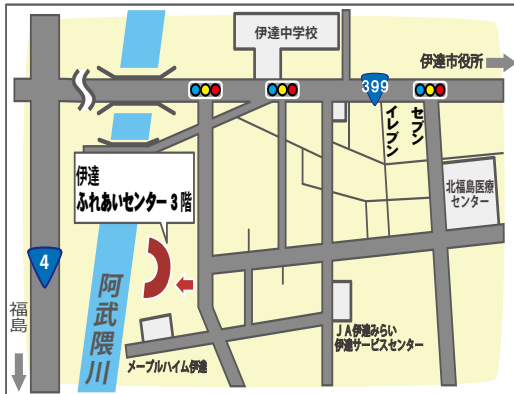 伊達中学校
伊達市役所
399
セブン
イレブン
伊達
ふれあいセンター 3 階
北福島医療
センター
4
福島
阿武隈川
JA伊達みらい
伊達サービスセンター
メープルハイム伊達